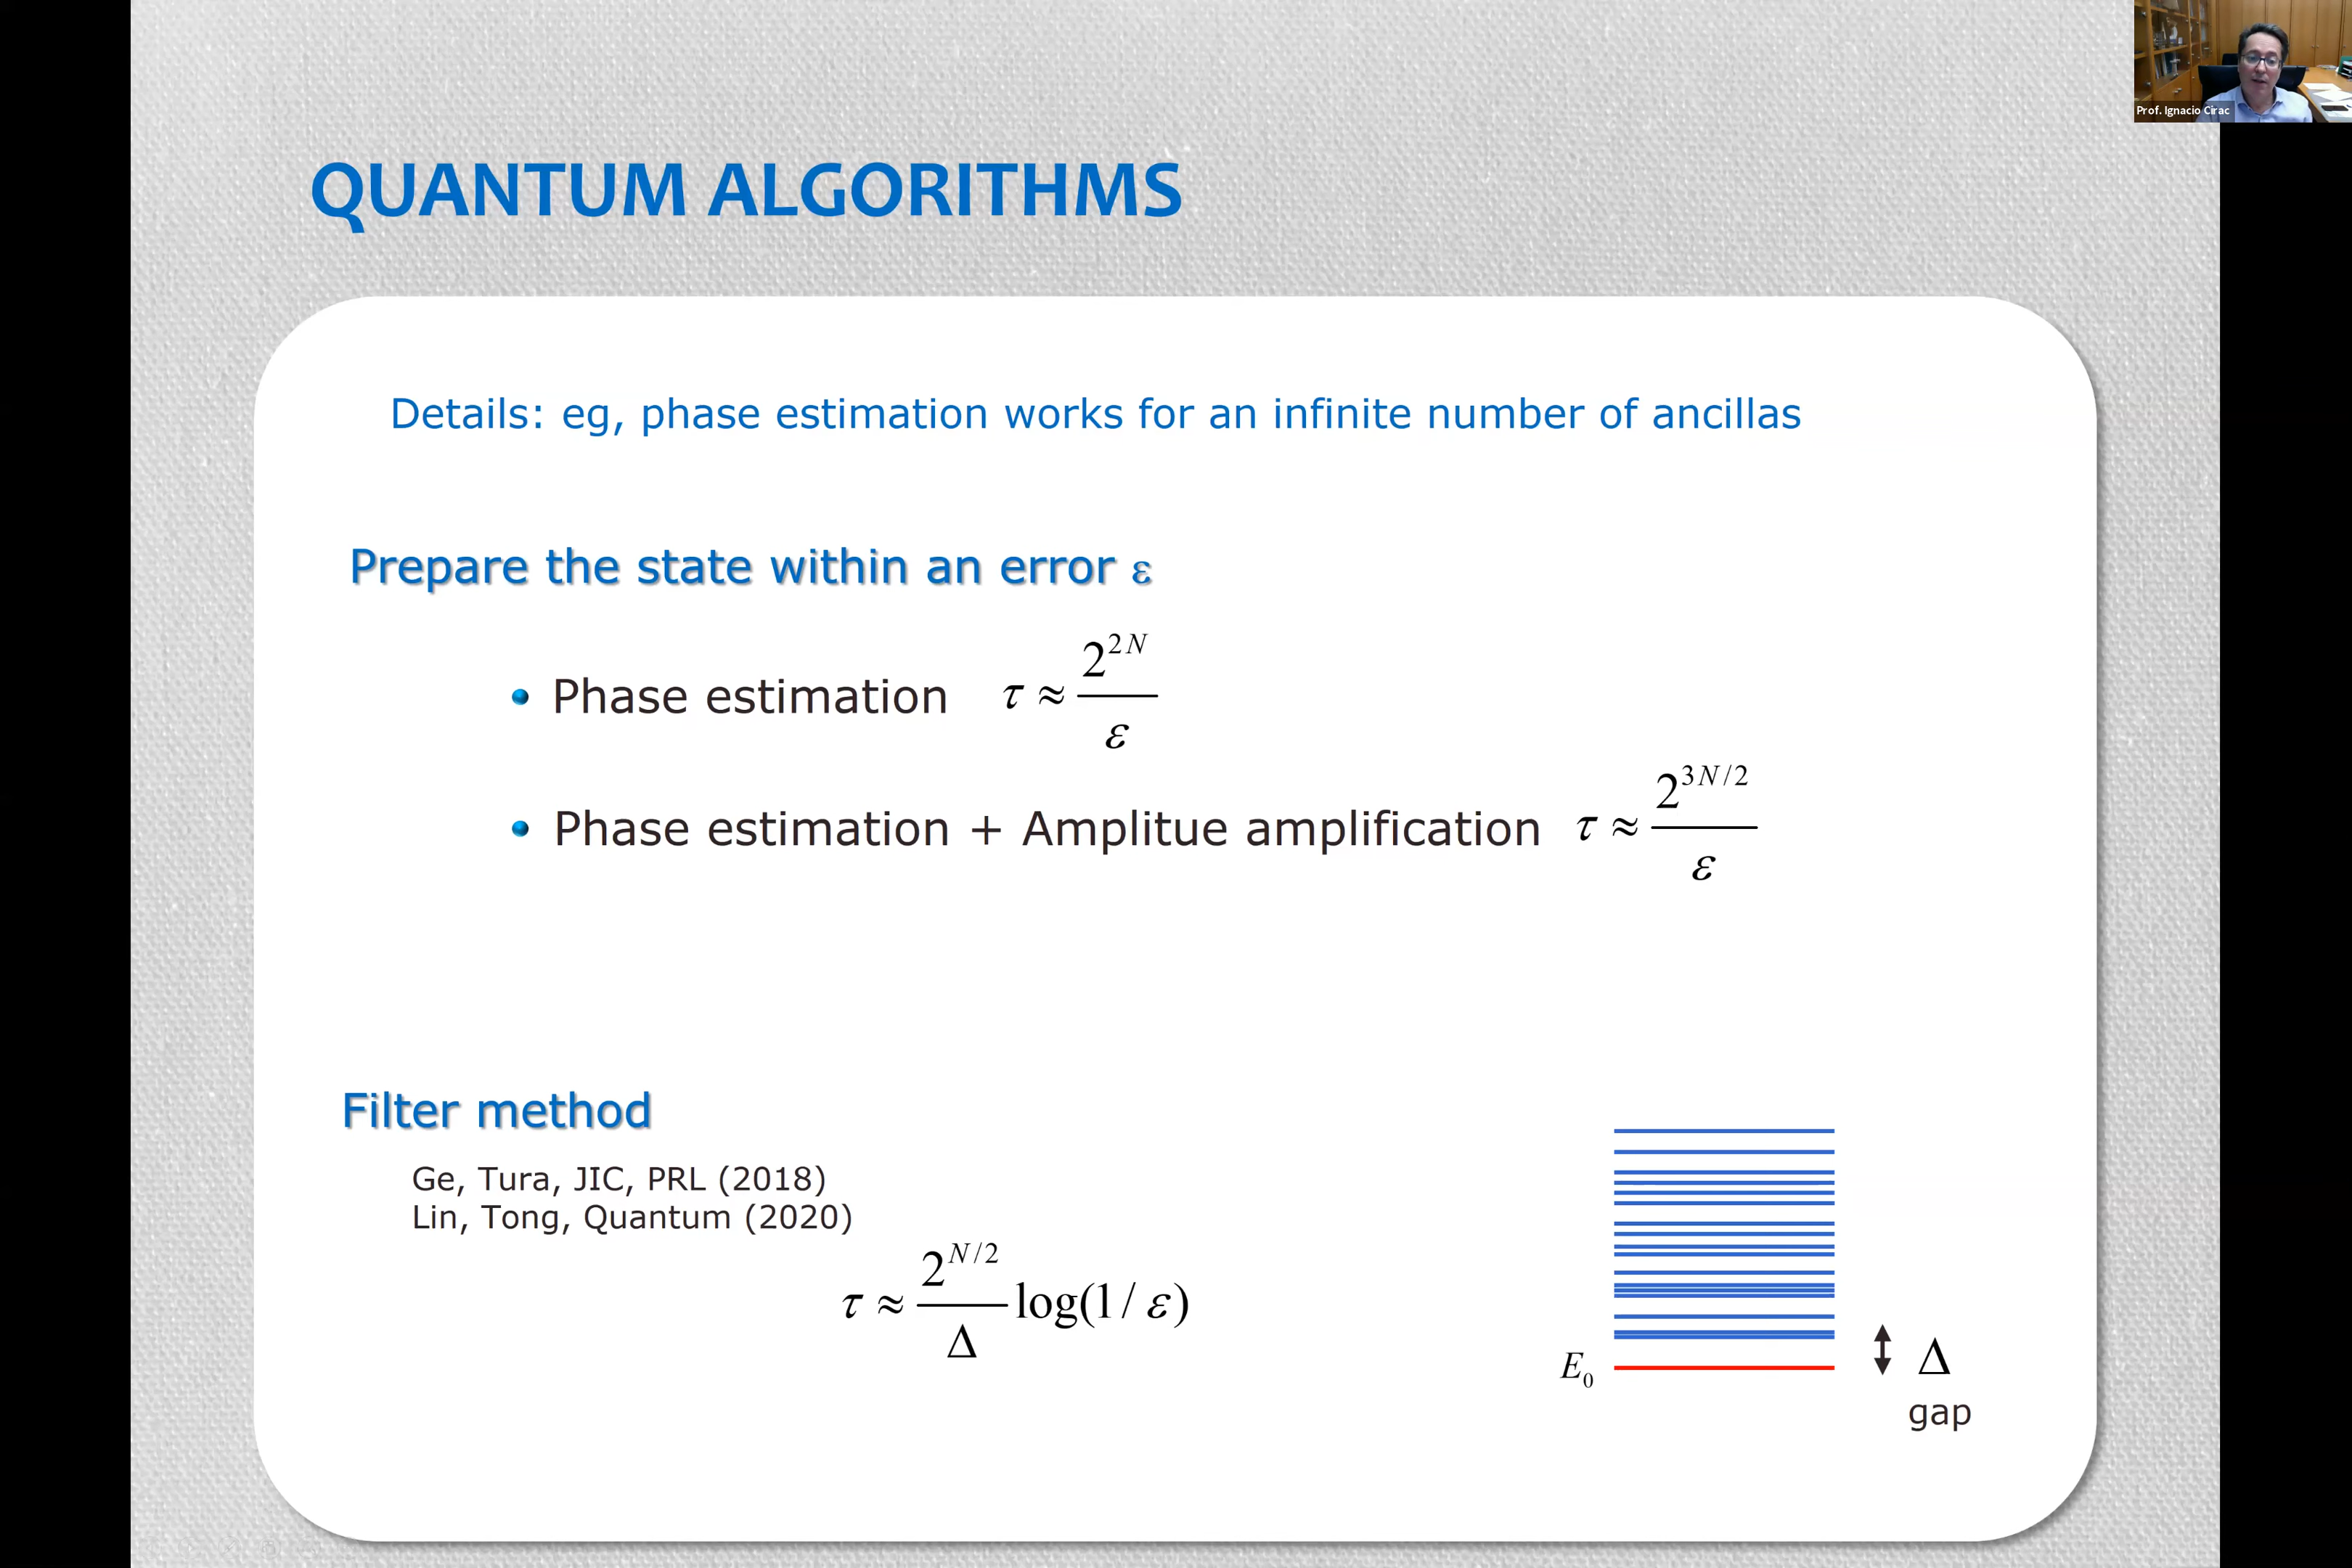 Prof. Ignacio Cirac
QUANTUM ALGORITHMS
Details: eg, phase estimation works for an infinite number of ancillas
Prepare the state within an error ε
• Phase estimation τ ≈ 2^{2N} / ε
• Phase estimation + Amplitue amplification τ ≈ 2^{3N/2} / ε
Filter method
Ge, Tura, JIC, PRL (2018)
Lin, Tong, Quantum (2020)
τ ≈ 2^{N/2} / Δ log(1 / ε)
E_0
Δ
gap